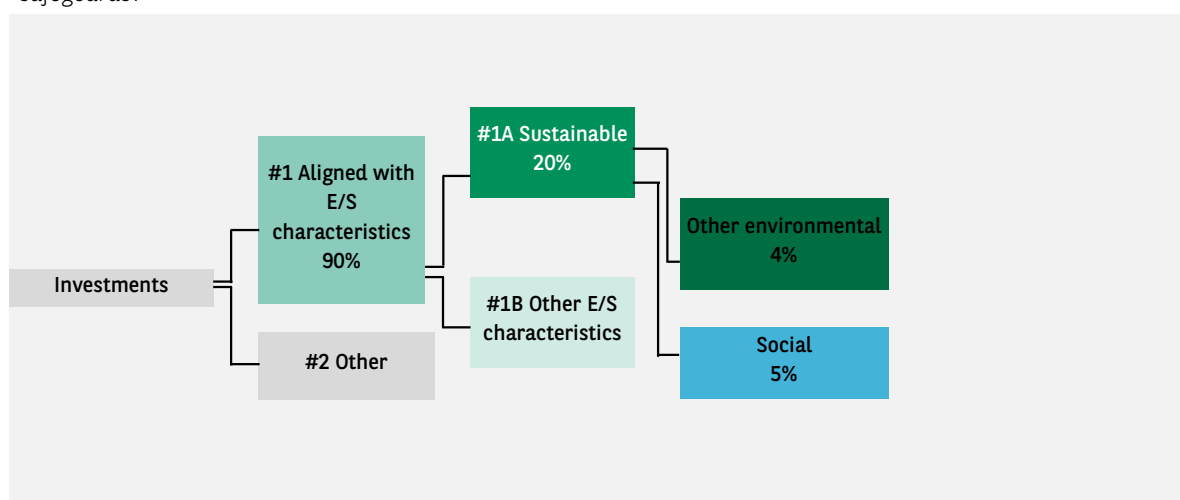 #1A Sustainable
20%
#1 Aligned with
E/S
characteristics
90%
Other environmental
4%
Investments
#1B Other E/S
characteristics
Social
5%
#2 Other